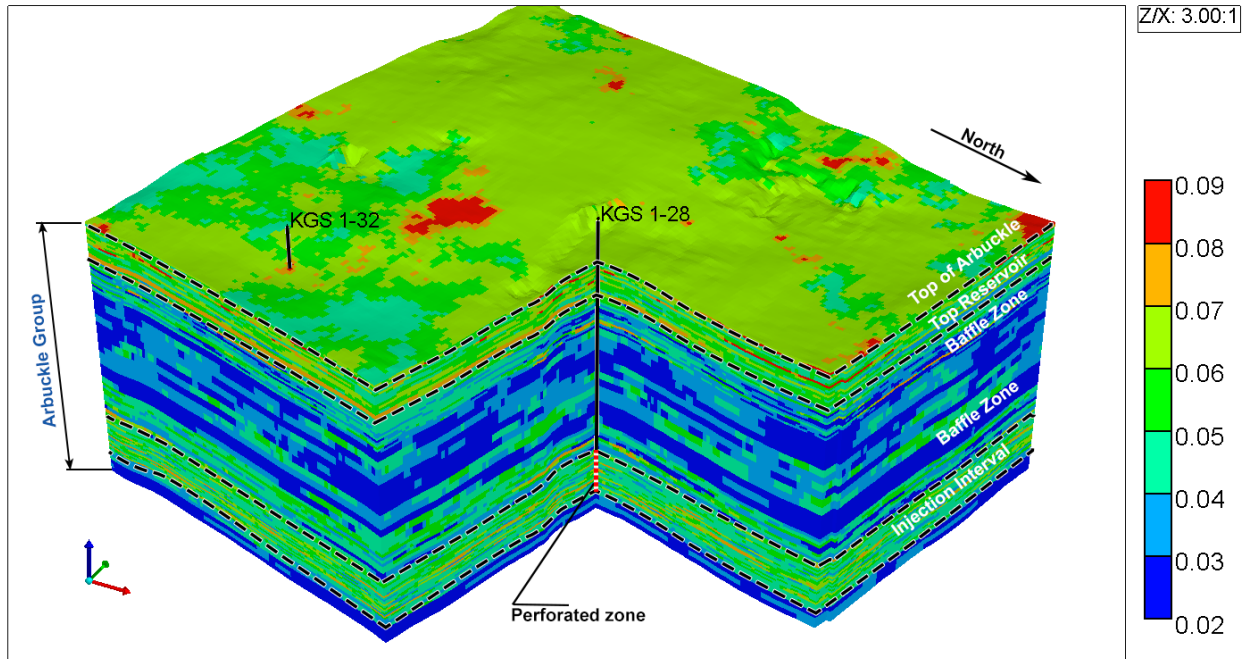 Z/X: 3.00:1
North
KGS 1-32
KGS 1-28
Top of Arbuckle
Top Reservoir
Baffle Zone
Arbuckle Group
Baffle Zone
Injection Interval
Perforated zone
0.09
0.08
0.07
0.06
0.05
0.04
0.03
0.02